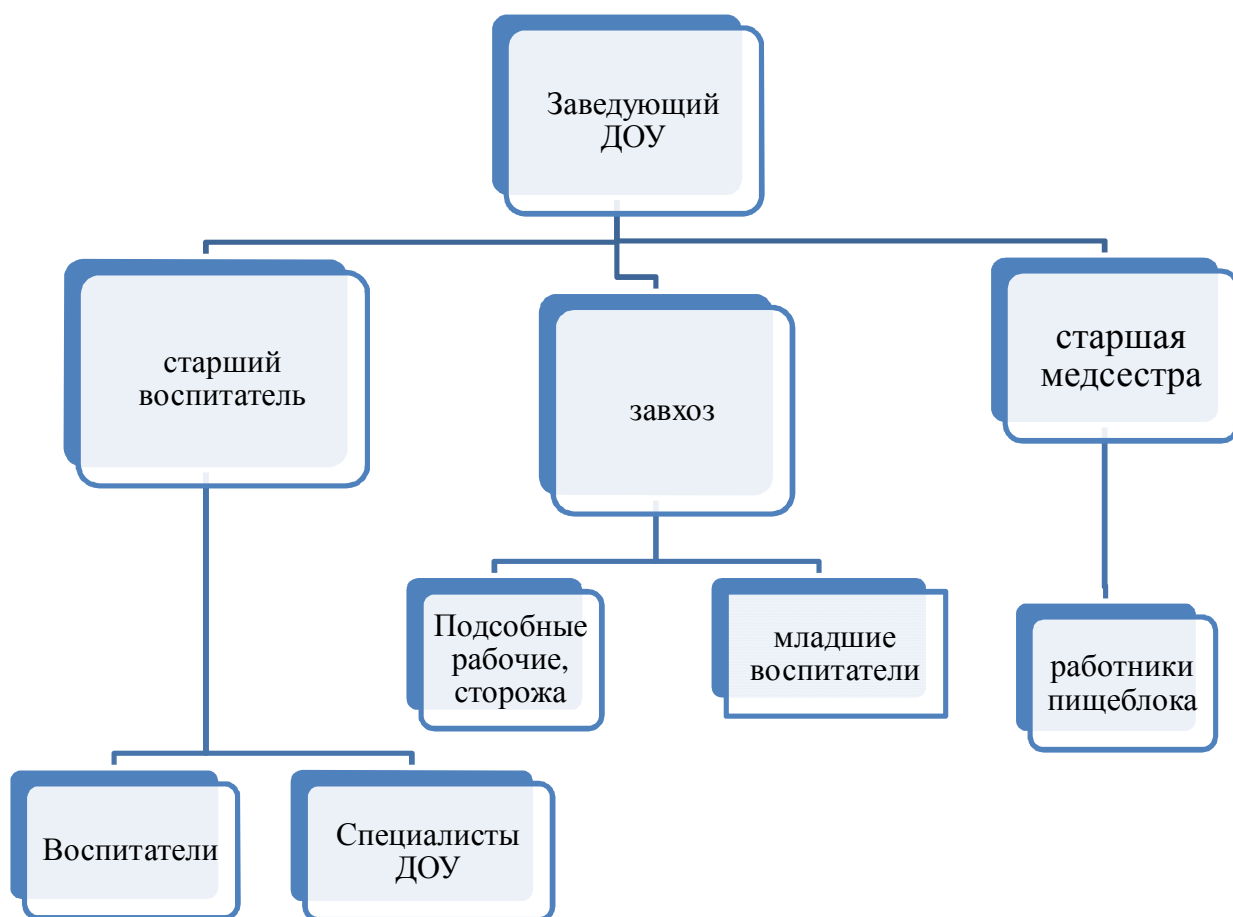 Заведующий
ДОУ
старший
воспитатель
завхоз
старшая
медсестра
Подсобные
рабочие,
сторожа
младшие
воспитатели
работники
пищеблока
Воспитатели
Специалисты
ДОУ